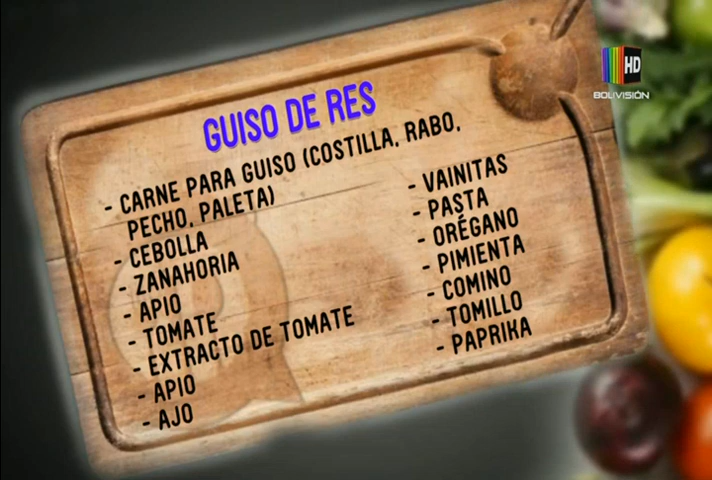 HD
BOLIVISIÓN
GUISO DE RES
- CARNE PARA GUISO (COSTILLA, RABO,
PECHO, PALETA)
- CEBOLLA
- ZANAHORIA
- APIO
- TOMATE
- EXTRACTO DE TOMATE
- APIO
- AJO
- VAINITAS
- PASTA
- ORÉGANO
- PIMIENTA
- COMINO
- TOMILLO
- PAPRIKA